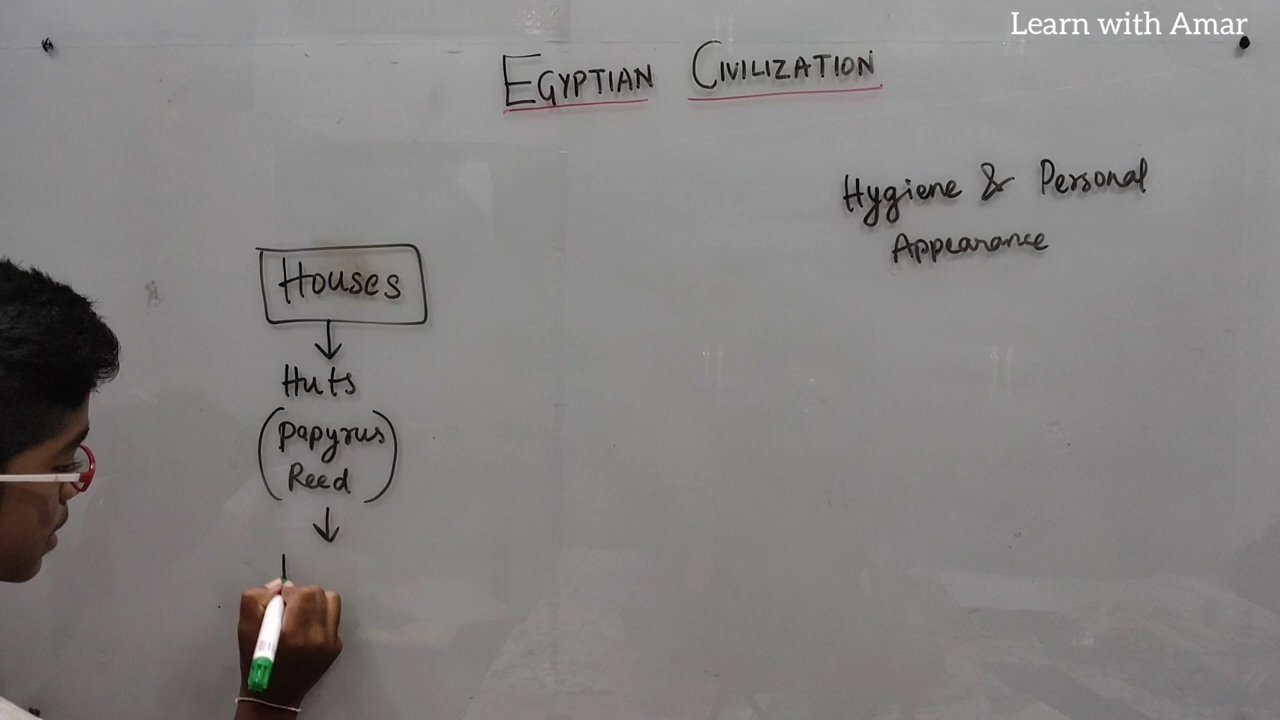 Learn with Amar
EGYPTIAN CIVILIZATION
Hygiene & Personal
Appearance
Houses
Huts
(Papyrus
Reed)